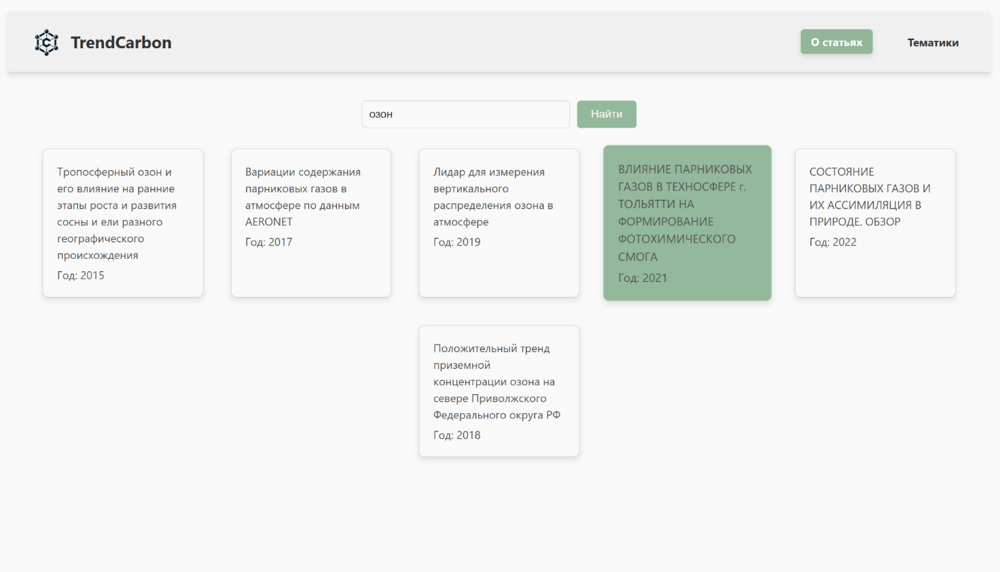 TrendCarbon
О статьях
Тематики
озон
Найти
Тропосферный озон и
его влияние на ранние
этапы роста и развития
сосны и ели разного
географического
происхождения
Год: 2015
Вариации содержания
парниковых газов в
атмосфере по данным
AERONET
Год: 2017
Лидар для измерения
вертикального
распределения озона в
атмосфере
Год: 2019
ВЛИЯНИЕ ПАРНИКОВЫХ
ГАЗОВ В ТЕХНОСФЕРЕ г.
ТОЛЬЯТТИ НА
ФОРМИРОВАНИЕ
ФОТОХИМИЧЕСКОГО
СМОГА
Год: 2021
СОСТОЯНИЕ
ПАРНИКОВЫХ ГАЗОВ И
ИХ АССИМИЛЯЦИЯ В
ПРИРОДЕ. ОБЗОР
Год: 2022
Положительный тренд
приземной
концентрации озона на
севере Приволжского
Федерального округа РФ
Год: 2018